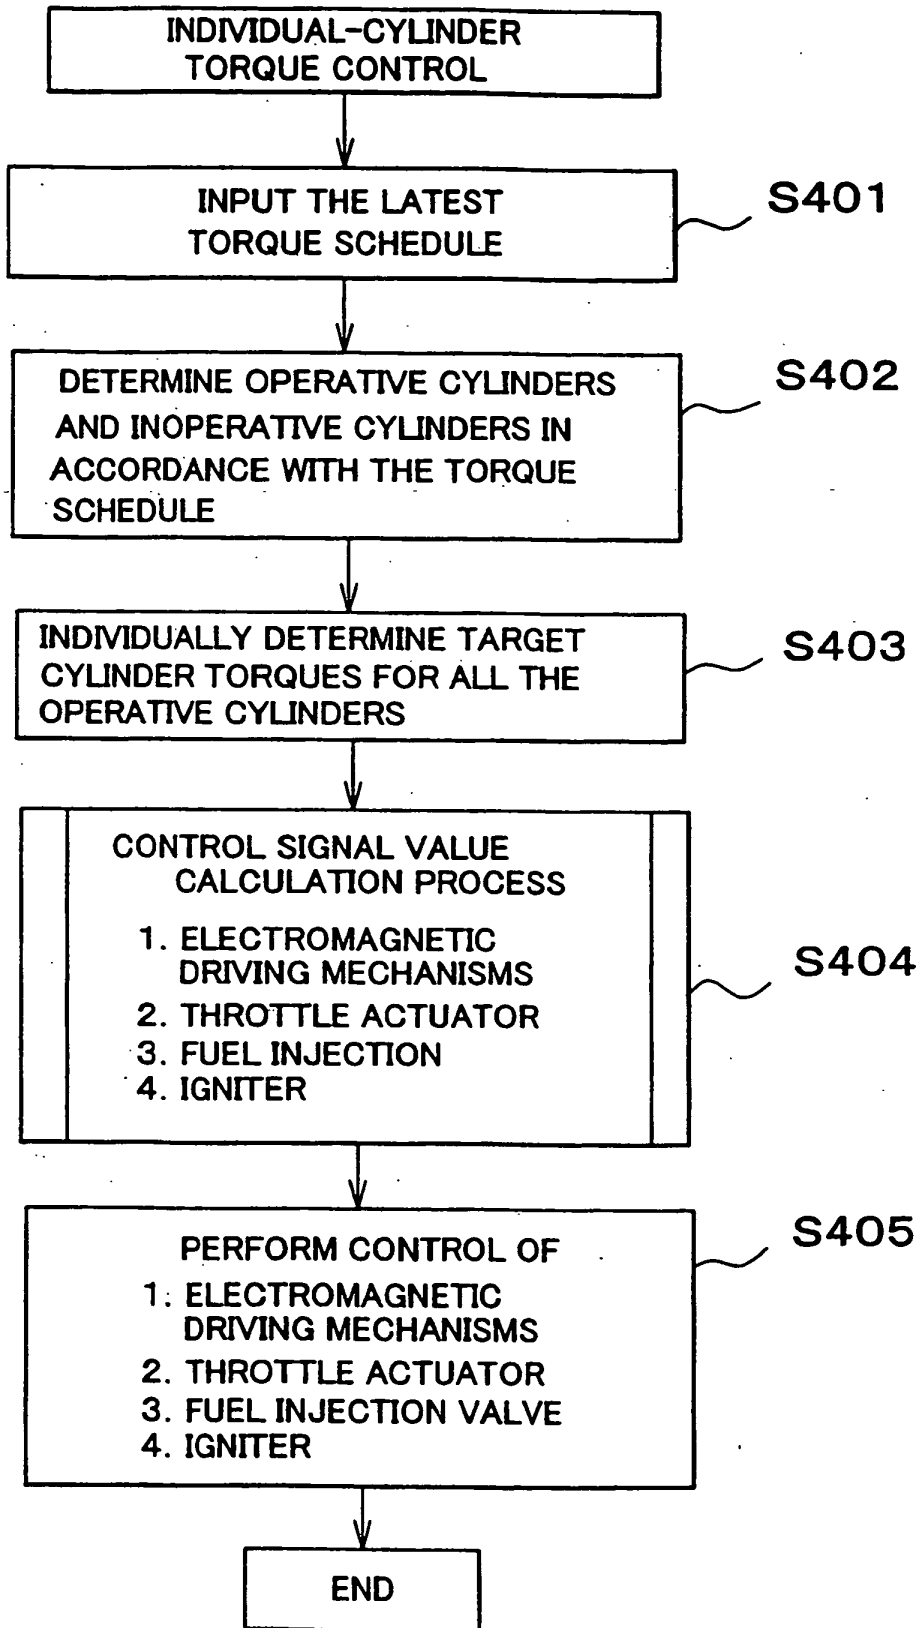 INDIVIDUAL-CYLINDER
TORQUE CONTROL
INPUT THE LATEST
TORQUE SCHEDULE
S401
DETERMINE OPERATIVE CYLINDERS
AND INOPERATIVE CYLINDERS IN
ACCORDANCE WITH THE TORQUE
SCHEDULE
S402
INDIVIDUALLY DETERMINE TARGET
CYLINDER TORQUES FOR ALL THE
OPERATIVE CYLINDERS
S403
CONTROL SIGNAL VALUE
CALCULATION PROCESS
1. ELECTROMAGNETIC
DRIVING MECHANISMS
2. THROTTLE ACTUATOR
3. FUEL INJECTION
4. IGNITER
S404
PERFORM CONTROL OF
1. ELECTROMAGNETIC
DRIVING MECHANISMS
2. THROTTLE ACTUATOR
3. FUEL INJECTION VALVE
4. IGNITER
S405
END